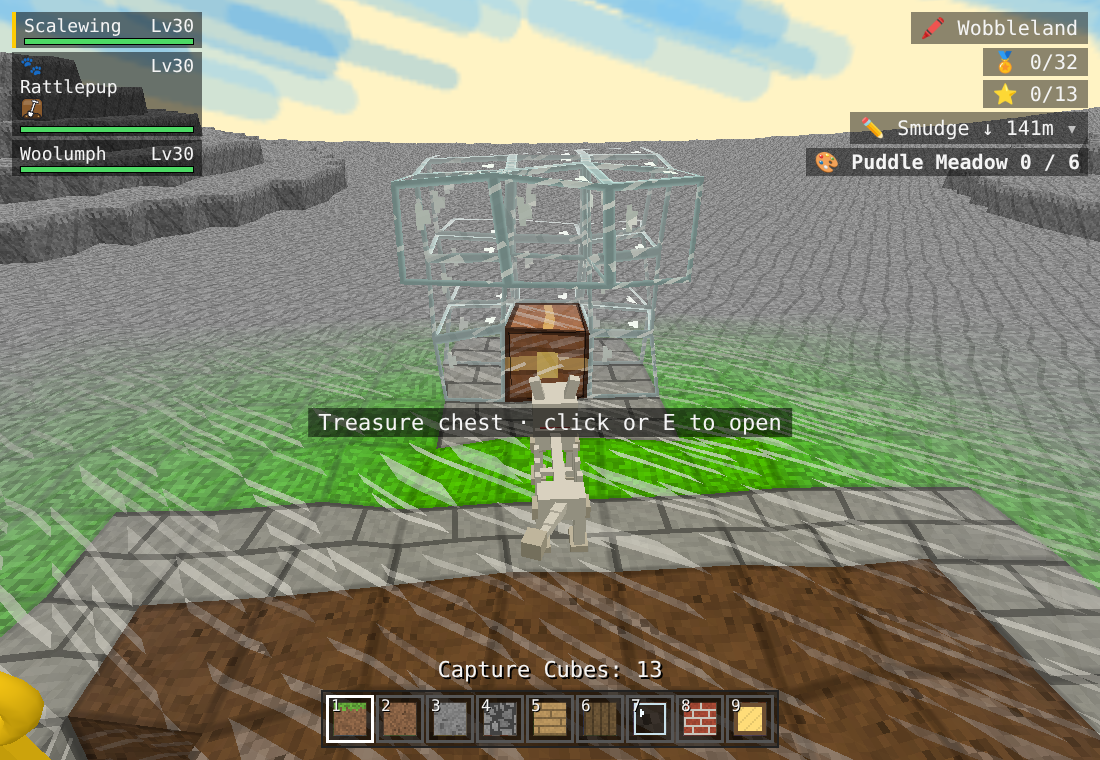 Scalewing Lv30
Lv30
Rattlepup
Woolumph Lv30
Wobbleland
0/32
0/13
Smudge ↓ 141m ▾
Puddle Meadow 0 / 6
Treasure chest · click or E to open
Capture Cubes: 13
1 2 3 4 5 6 7 8 9